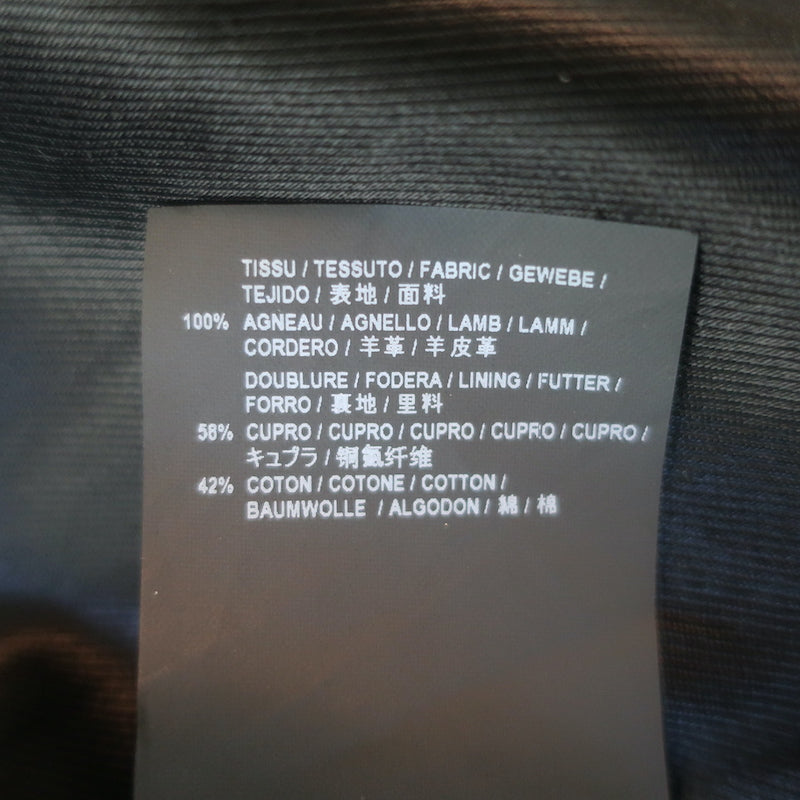 TISSU / TESSUTO / FABRIC / GEWEBE /
TEJIDO / 表地 / 面料
100% AGNEAU / AGNELLO / LAMB / LAMM /
CORDERO / 羊革 / 羊皮革
DOUBLURE / FODERA / LINING / FUTTER /
FORRO / 裏地 / 里料
58% CUPRO / CUPRO / CUPRO / CUPRO / CUPRO /
キュプラ / 铜氨纤维
42% COTON / COTONE / COTTON /
BAUMWOLLE / ALGODON / 綿 / 棉